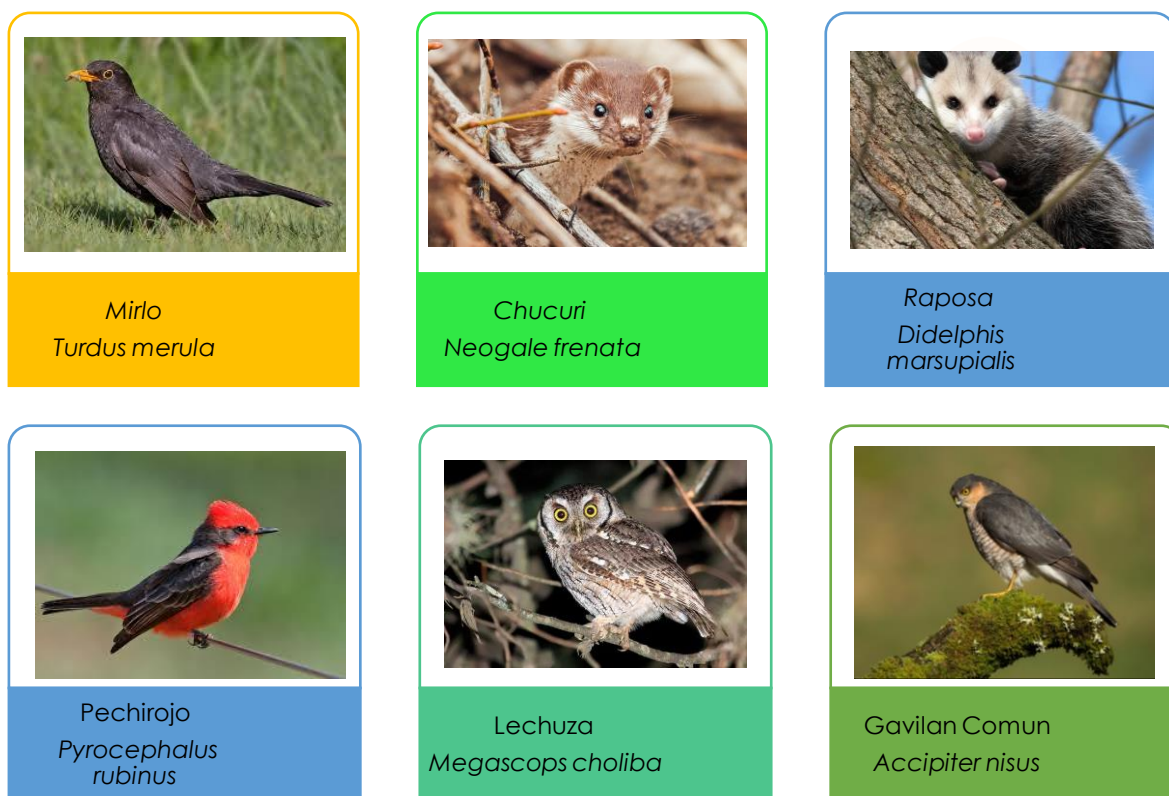 Mirlo
Turdus merula
Chucuri
Neogale frenata
Raposa
Didelphis
marsupialis
Pechirojo
Pyrocephalus
rubinus
Lechuza
Megascops choliba
Gavilan Comun
Accipiter nisus